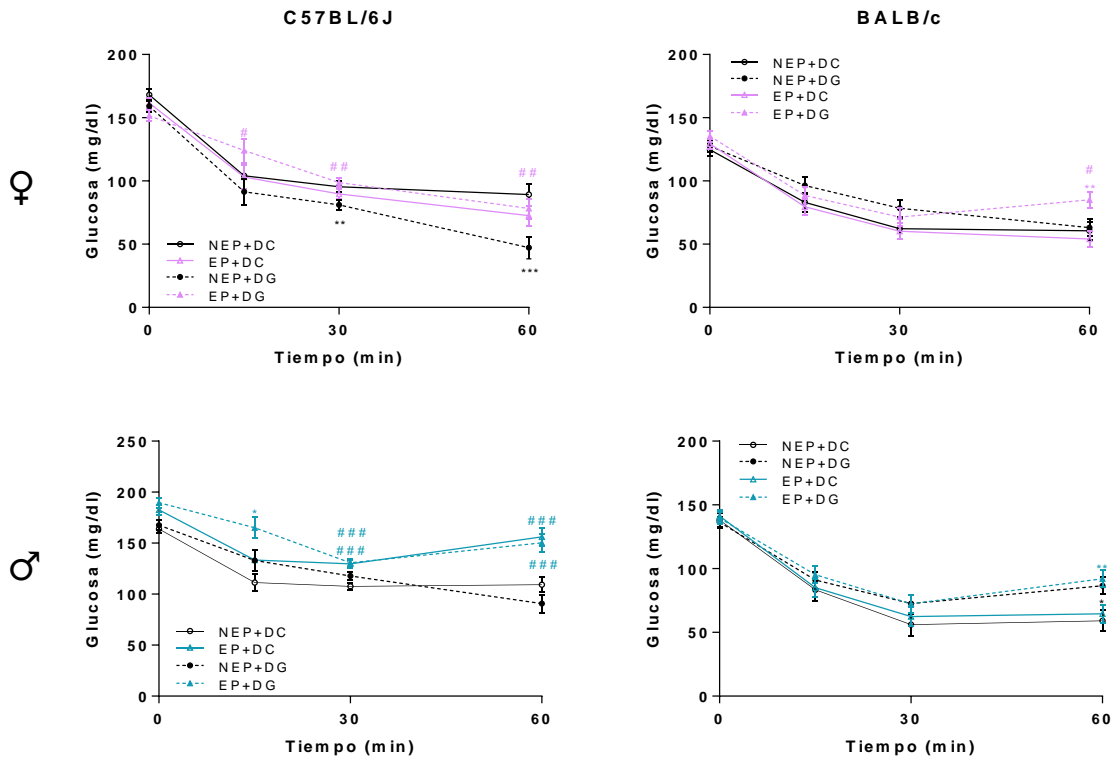 C57BL/6J
BALB/c
♀
Glucosa (mg/dl)
200
150
100
50
0
#
##
##
**
***
NEP+DC
EP+DC
NEP+DG
EP+DG
0
30
60
Tiempo (min)
Glucosa (mg/dl)
200
150
100
50
0
NEP+DC
NEP+DG
EP+DC
EP+DG
#
**
0
30
60
Tiempo (min)
♂
Glucosa (mg/dl)
250
200
150
100
50
0
*
###
###
###
###
NEP+DC
EP+DC
NEP+DG
EP+DG
0
30
60
Tiempo (min)
Glucosa (mg/dl)
200
150
100
50
0
NEP+DC
NEP+DG
EP+DC
EP+DG
**
*
0
30
60
Tiempo (min)